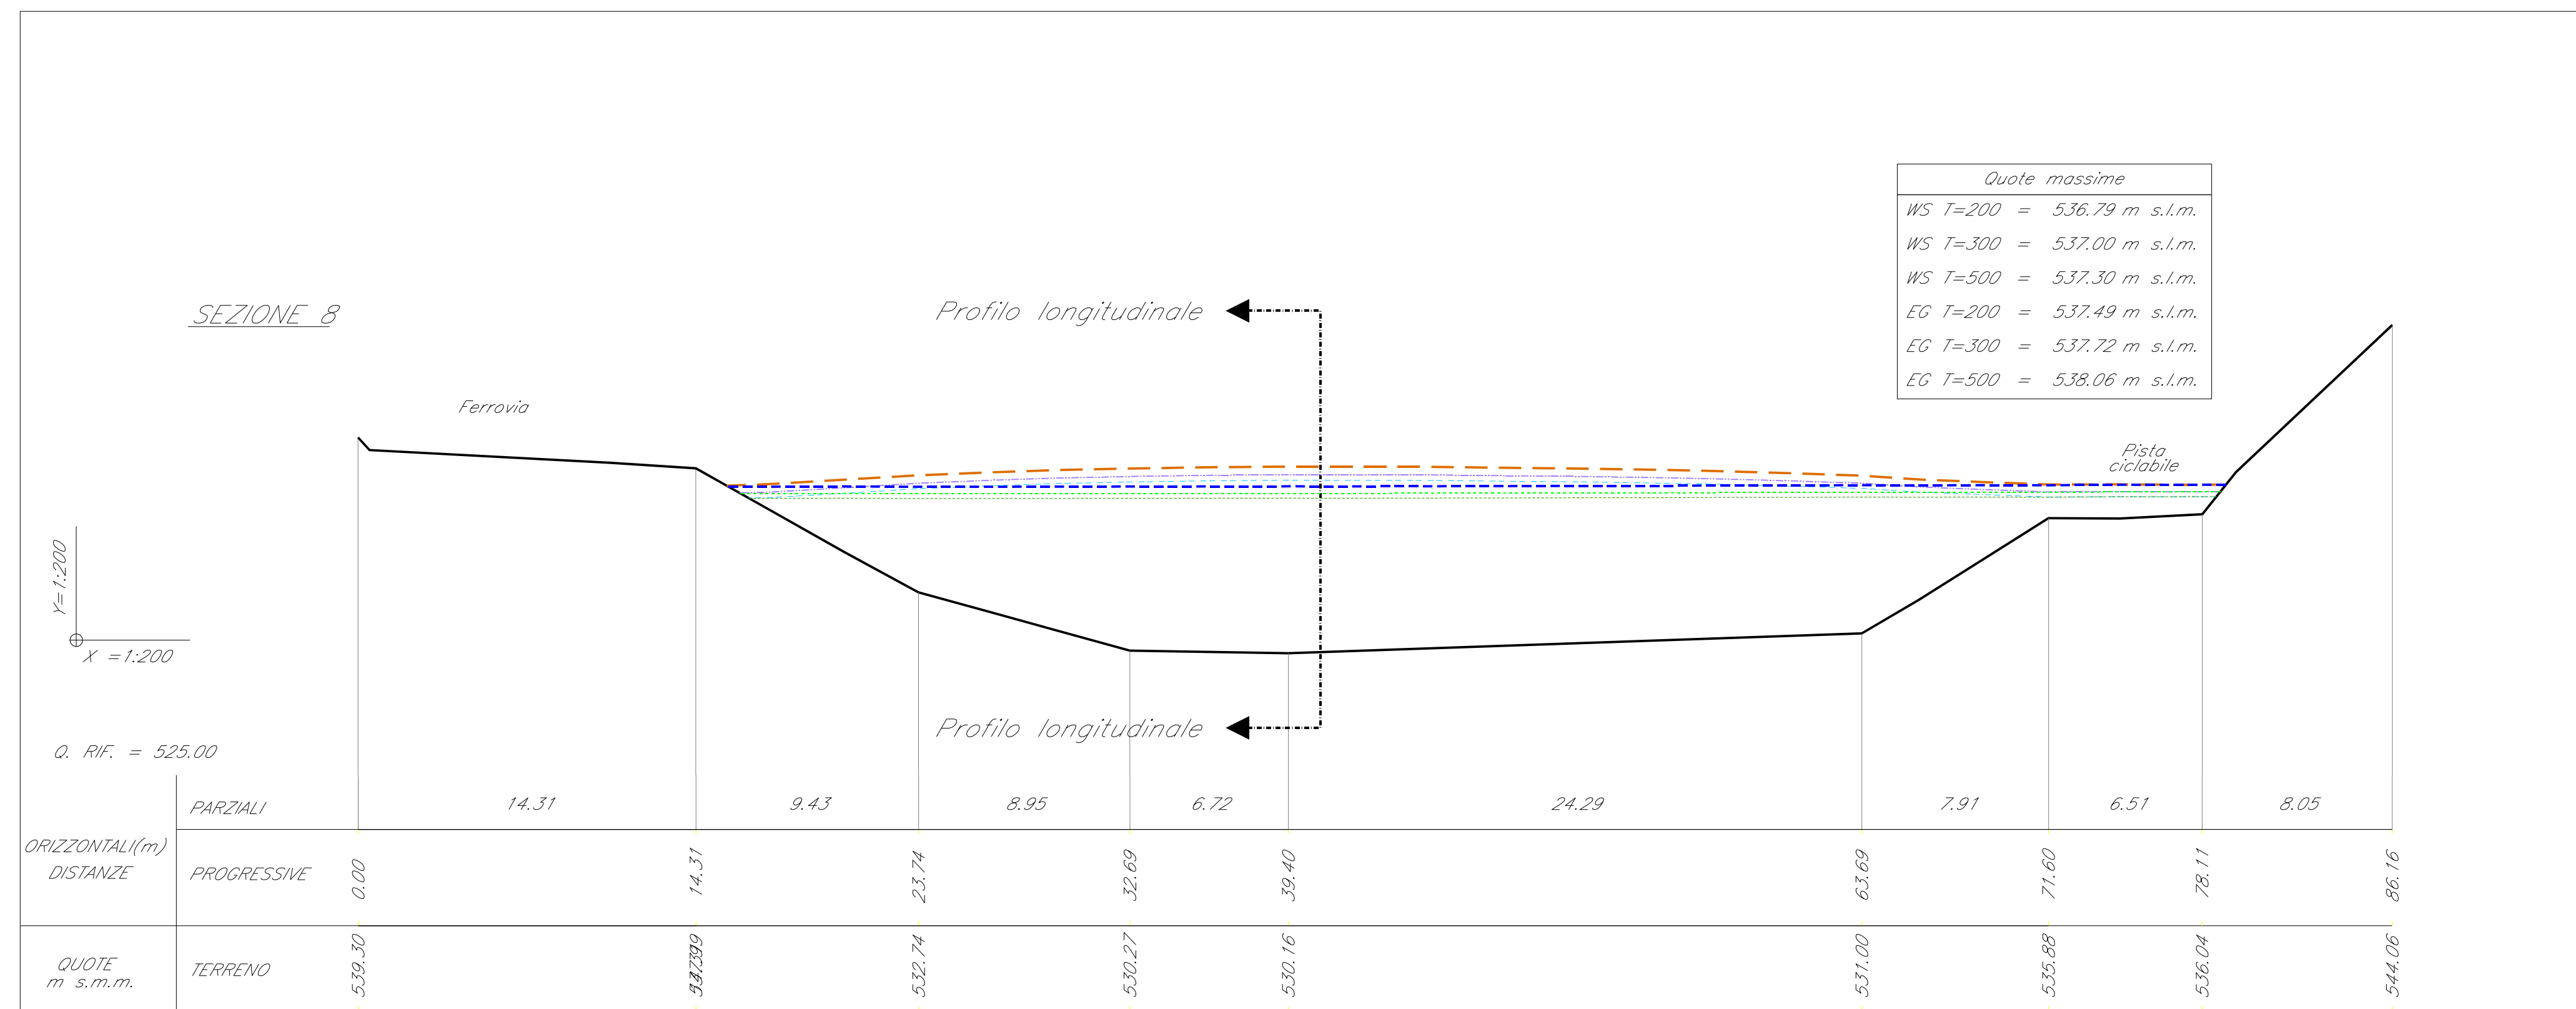 Quote massime
WS T=200 = 536.79 m s.l.m.
WS T=300 = 537.00 m s.l.m.
WS T=500 = 537.30 m s.l.m.
EG T=200 = 537.49 m s.l.m.
EG T=300 = 537.72 m s.l.m.
EG T=500 = 538.06 m s.l.m.
SEZIONE 8
Profilo longitudinale
Ferrovia
Pista
ciclabile
Y=1:200
X =1:200
Profilo longitudinale
Q. RIF. = 525.00
PARZIALI 14.31 9.43 8.95 6.72 24.29 7.91 6.51 8.05
ORIZZONTALI(m)
DISTANZE
PROGRESSIVE 0.00 14.31 23.74 32.69 39.40 63.69 71.60 78.11 86.16
QUOTE
m s.m.m.
TERRENO 539.30 532.74 530.27 530.16 531.00 535.88 536.04 544.06